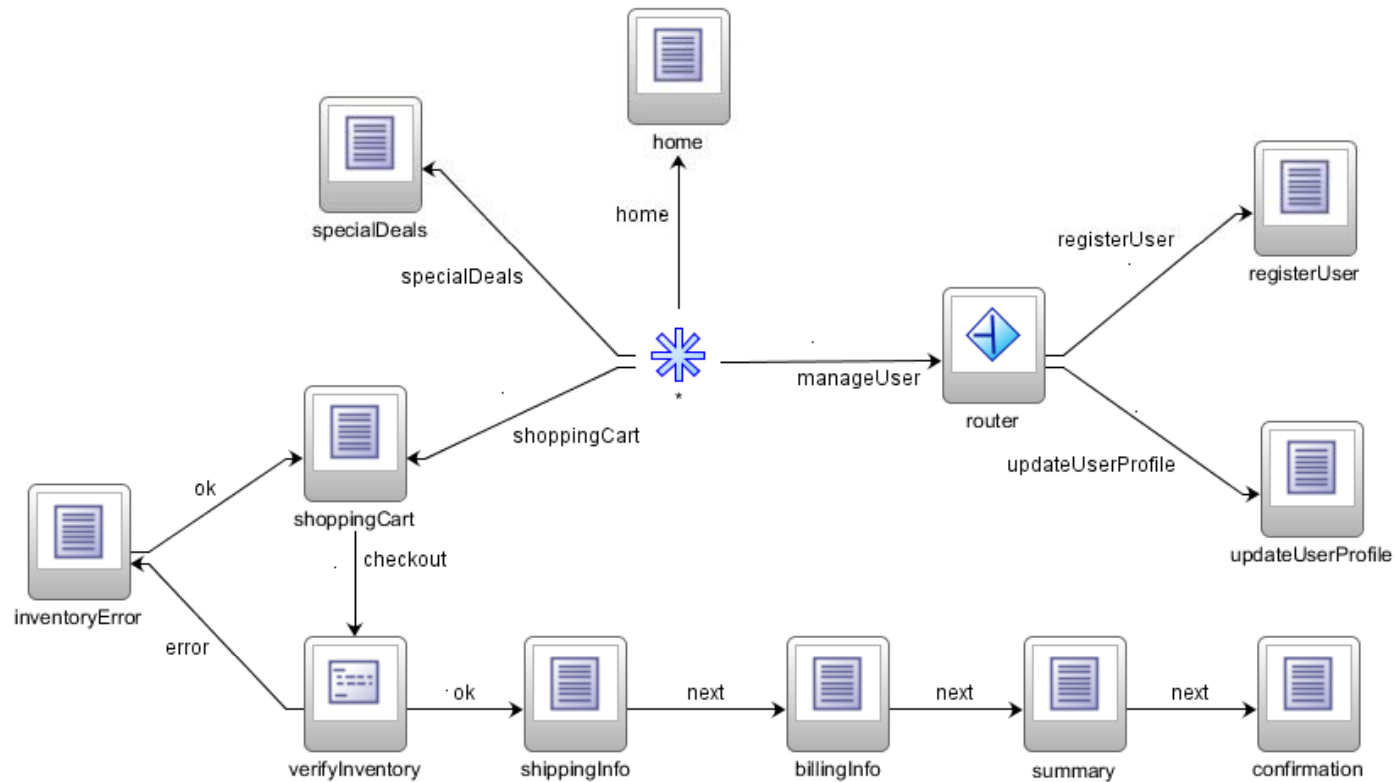 home
home
specialDeals
specialDeals
registerUser
registerUser
manageUser
router
*
shoppingCart
updateUserProfile
updateUserProfile
ok
shoppingCart
checkout
inventoryError
error
ok
next
next
next
verifyInventory
shippingInfo
billingInfo
summary
confirmation